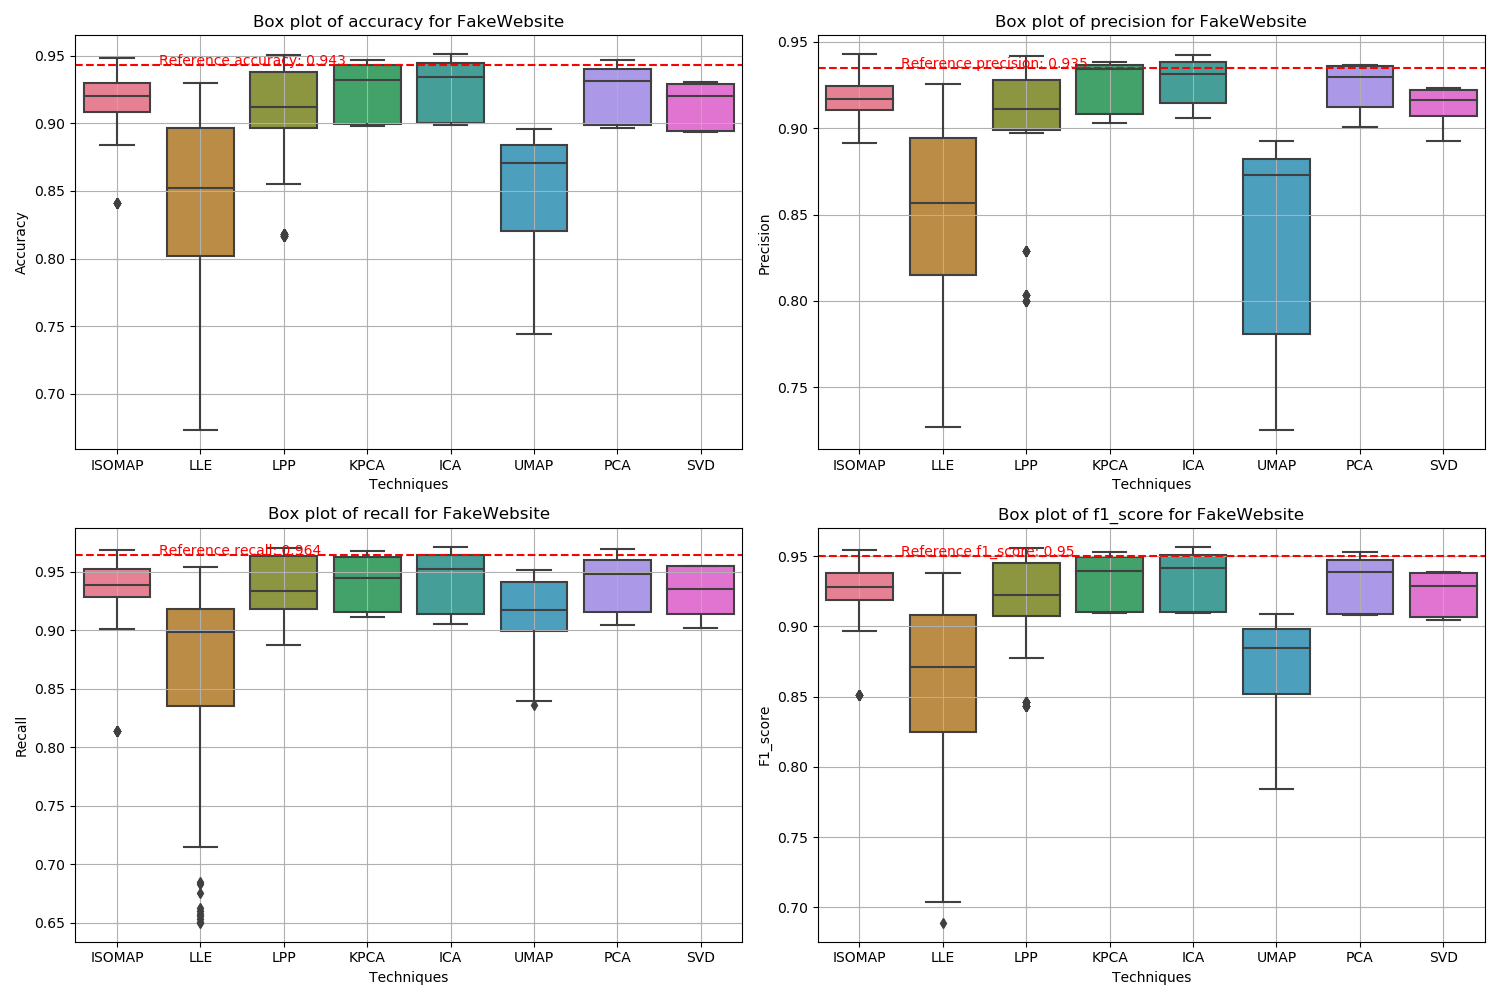 Box plot of accuracy for FakeWebsite
Reference accuracy: 0.943
0.95
0.90
0.85
0.80
0.75
0.70
Accuracy
ISOMAP LLE LPP KPCA ICA UMAP PCA SVD
Techniques
Box plot of precision for FakeWebsite
Reference precision: 0.935
0.95
0.90
0.85
0.80
0.75
Precision
ISOMAP LLE LPP KPCA ICA UMAP PCA SVD
Techniques
Box plot of recall for FakeWebsite
Reference recall: 0.964
0.95
0.90
0.85
0.80
0.75
0.70
0.65
Recall
ISOMAP LLE LPP KPCA ICA UMAP PCA SVD
Techniques
Box plot of f1_score for FakeWebsite
Reference f1_score: 0.95
0.95
0.90
0.85
0.80
0.75
0.70
F1_score
ISOMAP LLE LPP KPCA ICA UMAP PCA SVD
Techniques